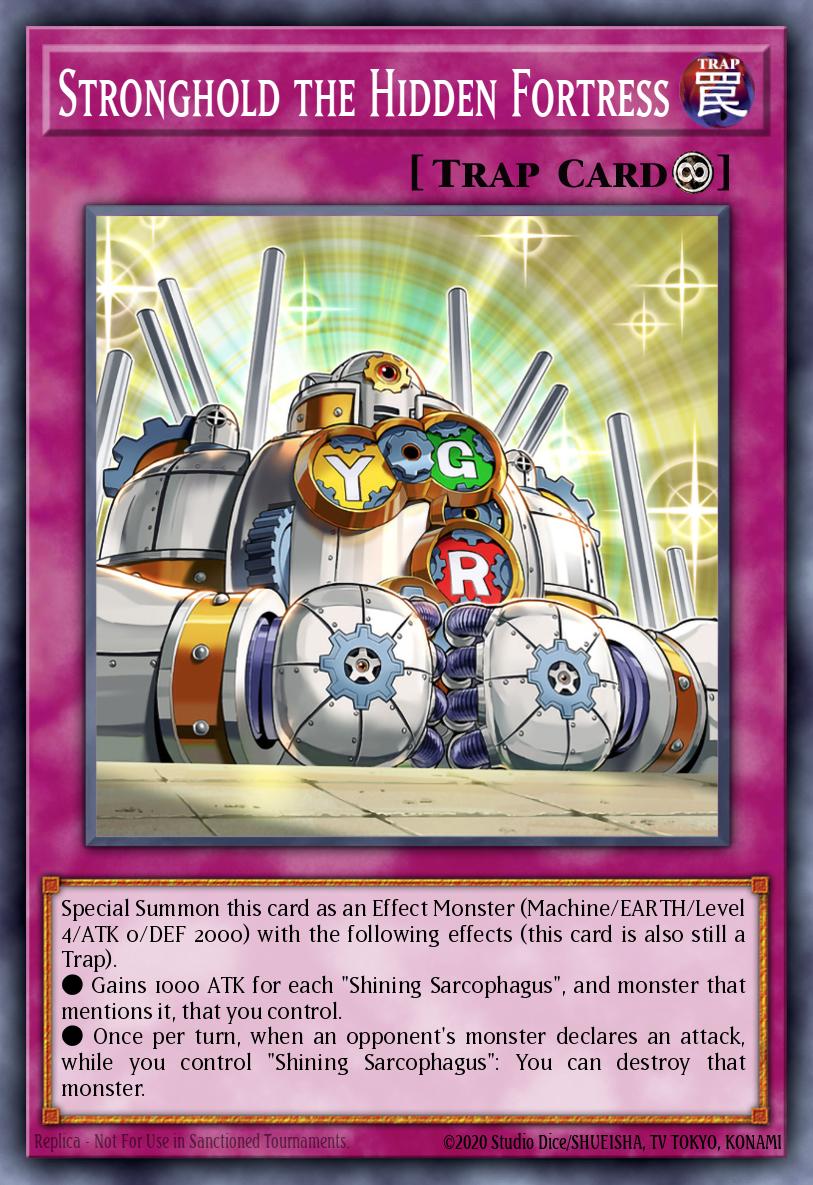 Stronghold the Hidden Fortress
TRAP
罠
[Trap Card∞]
Y
G
R
Special Summon this card as an Effect Monster (Machine/EARTH/Level
4/ATK 0/DEF 2000) with the following effects (this card is also still a
Trap).
● Gains 1000 ATK for each "Shining Sarcophagus", and monster that
mentions it, that you control.
● Once per turn, when an opponent's monster declares an attack,
while you control "Shining Sarcophagus": You can destroy that
monster.
Replica - Not For Use in Sanctioned Tournaments.
©2020 Studio Dice/SHUEISHA, TV TOKYO, KONAMI